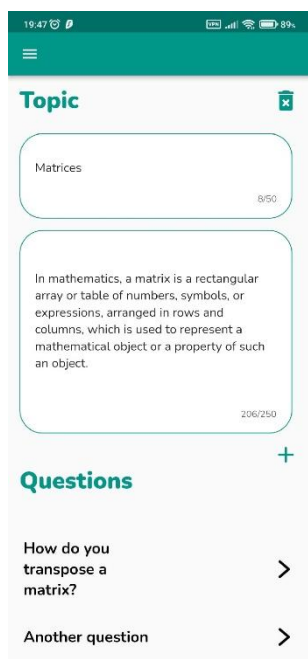 19:47
VPN
89%
Topic
Matrices
8/50
In mathematics, a matrix is a rectangular
array or table of numbers, symbols, or
expressions, arranged in rows and
columns, which is used to represent a
mathematical object or a property of such
an object.
206/250
+
Questions
How do you
transpose a
matrix?
Another question